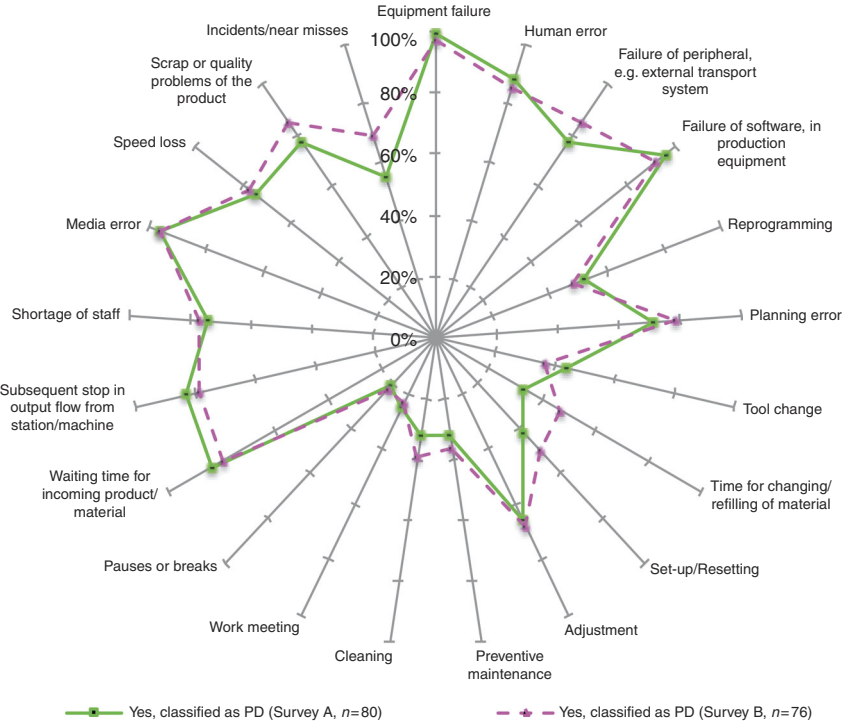 Equipment failure
Incidents/near misses
Human error
100%
Scrap or quality
problems of the
product
Failure of peripheral,
e.g. external transport
system
80%
Speed loss
Failure of software, in
production
equipment
60%
Media error
Reprogramming
40%
20%
Shortage of staff
Planning error
0%
Subsequent stop in
output flow from
station/machine
Tool change
Waiting time for
incoming product/
material
Time for changing/
refilling of material
Pauses or breaks
Set-up/Resetting
Work meeting
Adjustment
Cleaning
Preventive
maintenance
Yes, classified as PD (Survey A, n=80)
Yes, classified as PD (Survey B, n=76)